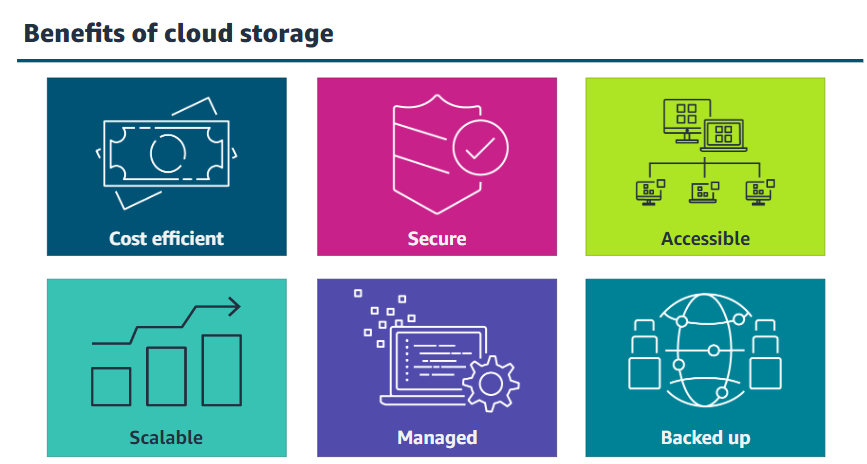 Benefits of cloud storage
Cost efficient
Secure
Accessible
Scalable
Managed
Backed up